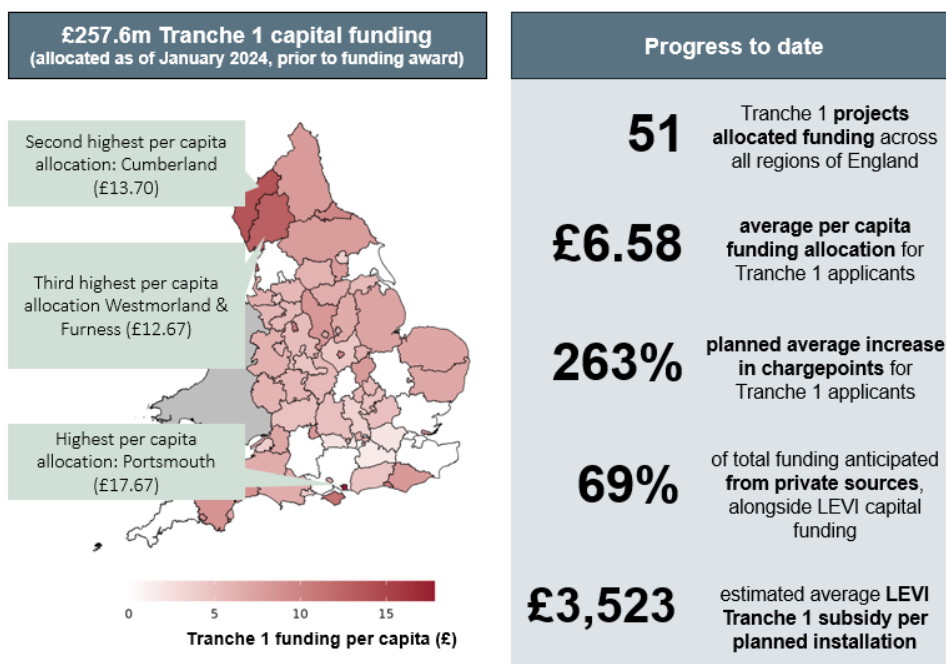 £257.6m Tranche 1 capital funding
(allocated as of January 2024, prior to funding award)
Second highest per capita
allocation: Cumberland
(£13.70)
Third highest per capita
allocation Westmorland &
Furness (£12.67)
Highest per capita
allocation: Portsmouth
(£17.67)
0 5 10 15
Tranche 1 funding per capita (£)
Progress to date
51
Tranche 1 projects
allocated funding across
all regions of England
£6.58
average per capita
funding allocation for
Tranche 1 applicants
263%
planned average increase
in chargepoints for
Tranche 1 applicants
69%
of total funding anticipated
from private sources,
alongside LEVI capital
funding
£3,523
estimated average LEVI
Tranche 1 subsidy per
planned installation